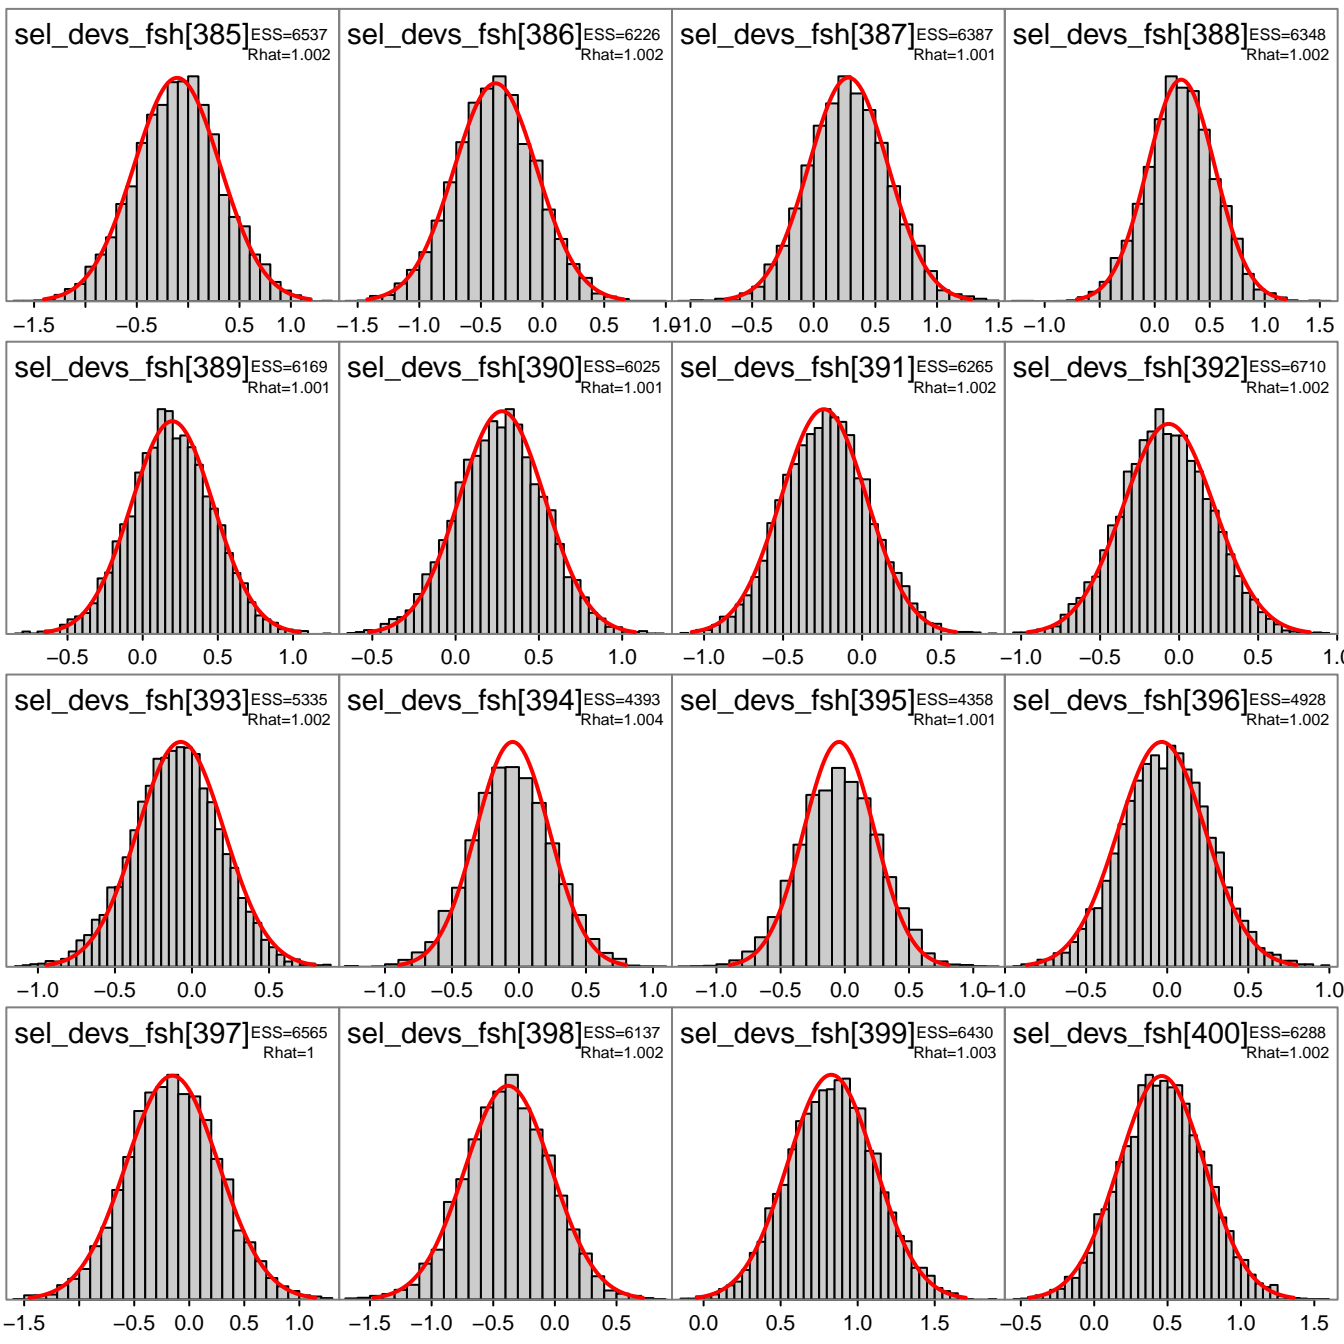 sel_devs_fsh[385] ESS=6537
Rhat=1.002
sel_devs_fsh[386] ESS=6226
Rhat=1.002
sel_devs_fsh[387] ESS=6387
Rhat=1.001
sel_devs_fsh[388] ESS=6348
Rhat=1.002
−1.5 −0.5 0.5 1.0
−1.5 −1.0 −0.5 0.0 0.5 1.0
−1.0 0.0 0.5 1.0 1.5
−1.0 0.0 0.5 1.0 1.5
sel_devs_fsh[389] ESS=6169
Rhat=1.001
sel_devs_fsh[390] ESS=6025
Rhat=1.001
sel_devs_fsh[391] ESS=6265
Rhat=1.002
sel_devs_fsh[392] ESS=6710
Rhat=1.002
−0.5 0.0 0.5 1.0
−0.5 0.0 0.5 1.0
−1.0 −0.5 0.0 0.5
−1.0 −0.5 0.0 0.5 1.0
sel_devs_fsh[393] ESS=5335
Rhat=1.002
sel_devs_fsh[394] ESS=4393
Rhat=1.004
sel_devs_fsh[395] ESS=4358
Rhat=1.001
sel_devs_fsh[396] ESS=4928
Rhat=1.002
−1.0 −0.5 0.0 0.5
−1.0 −0.5 0.0 0.5 1.0
−1.0 −0.5 0.0 0.5 1.0
−1.0 −0.5 0.0 0.5 1.0
sel_devs_fsh[397] ESS=6565
Rhat=1
sel_devs_fsh[398] ESS=6137
Rhat=1.002
sel_devs_fsh[399] ESS=6430
Rhat=1.003
sel_devs_fsh[400] ESS=6288
Rhat=1.002
−1.5 −1.0 −0.5 0.0 0.5 1.0
−1.5 −1.0 −0.5 0.0 0.5
0.0 0.5 1.0 1.5
−0.5 0.0 0.5 1.0 1.5